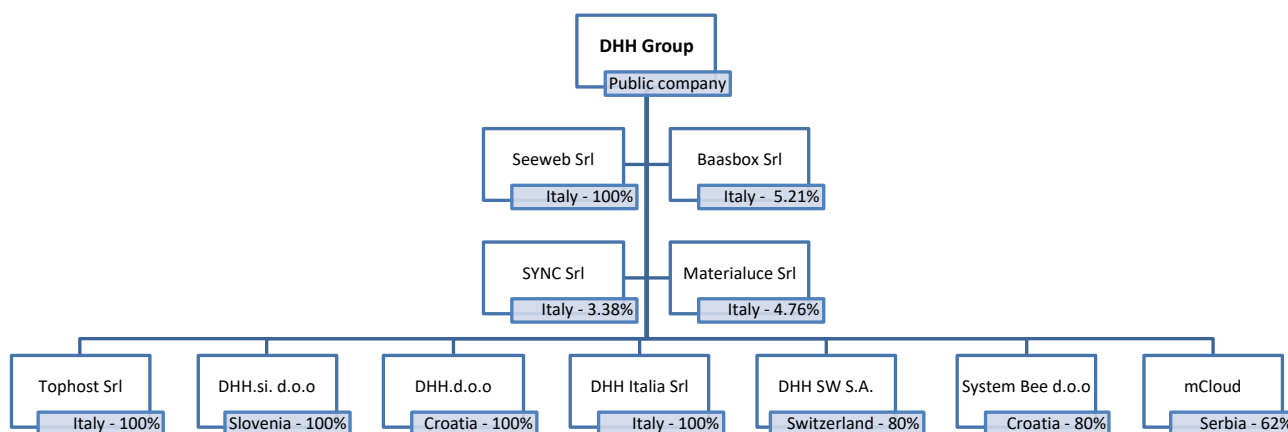 DHH Group
Public company
Seeweb Srl
Italy - 100%
Baasbox Srl
Italy - 5.21%
SYNC Srl
Italy - 3.38%
Materialuce Srl
Italy - 4.76%
Tophost Srl
Italy - 100%
DHH.si. d.o.o
Slovenia - 100%
DHH.d.o.o
Croatia - 100%
DHH Italia Srl
Italy - 100%
DHH SW S.A.
Switzerland - 80%
System Bee d.o.o
Croatia - 80%
mCloud
Serbia - 62%